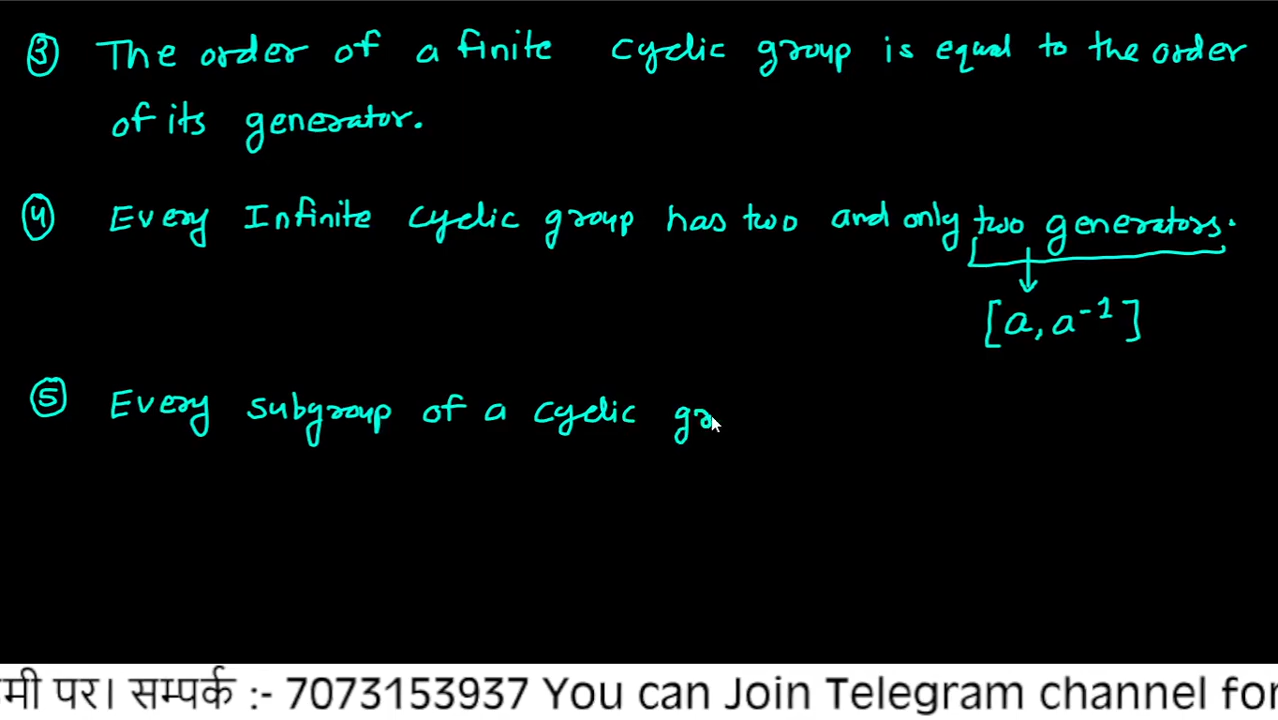 ③ The order of a finite cyclic group is equal to the order
of its generator.
④ Every Infinite cyclic group has two and only two generators.
[a, a⁻¹]
⑤ Every subgroup of a cyclic gr
मी पर। सम्पर्क :- 7073153937 You can Join Telegram channel for